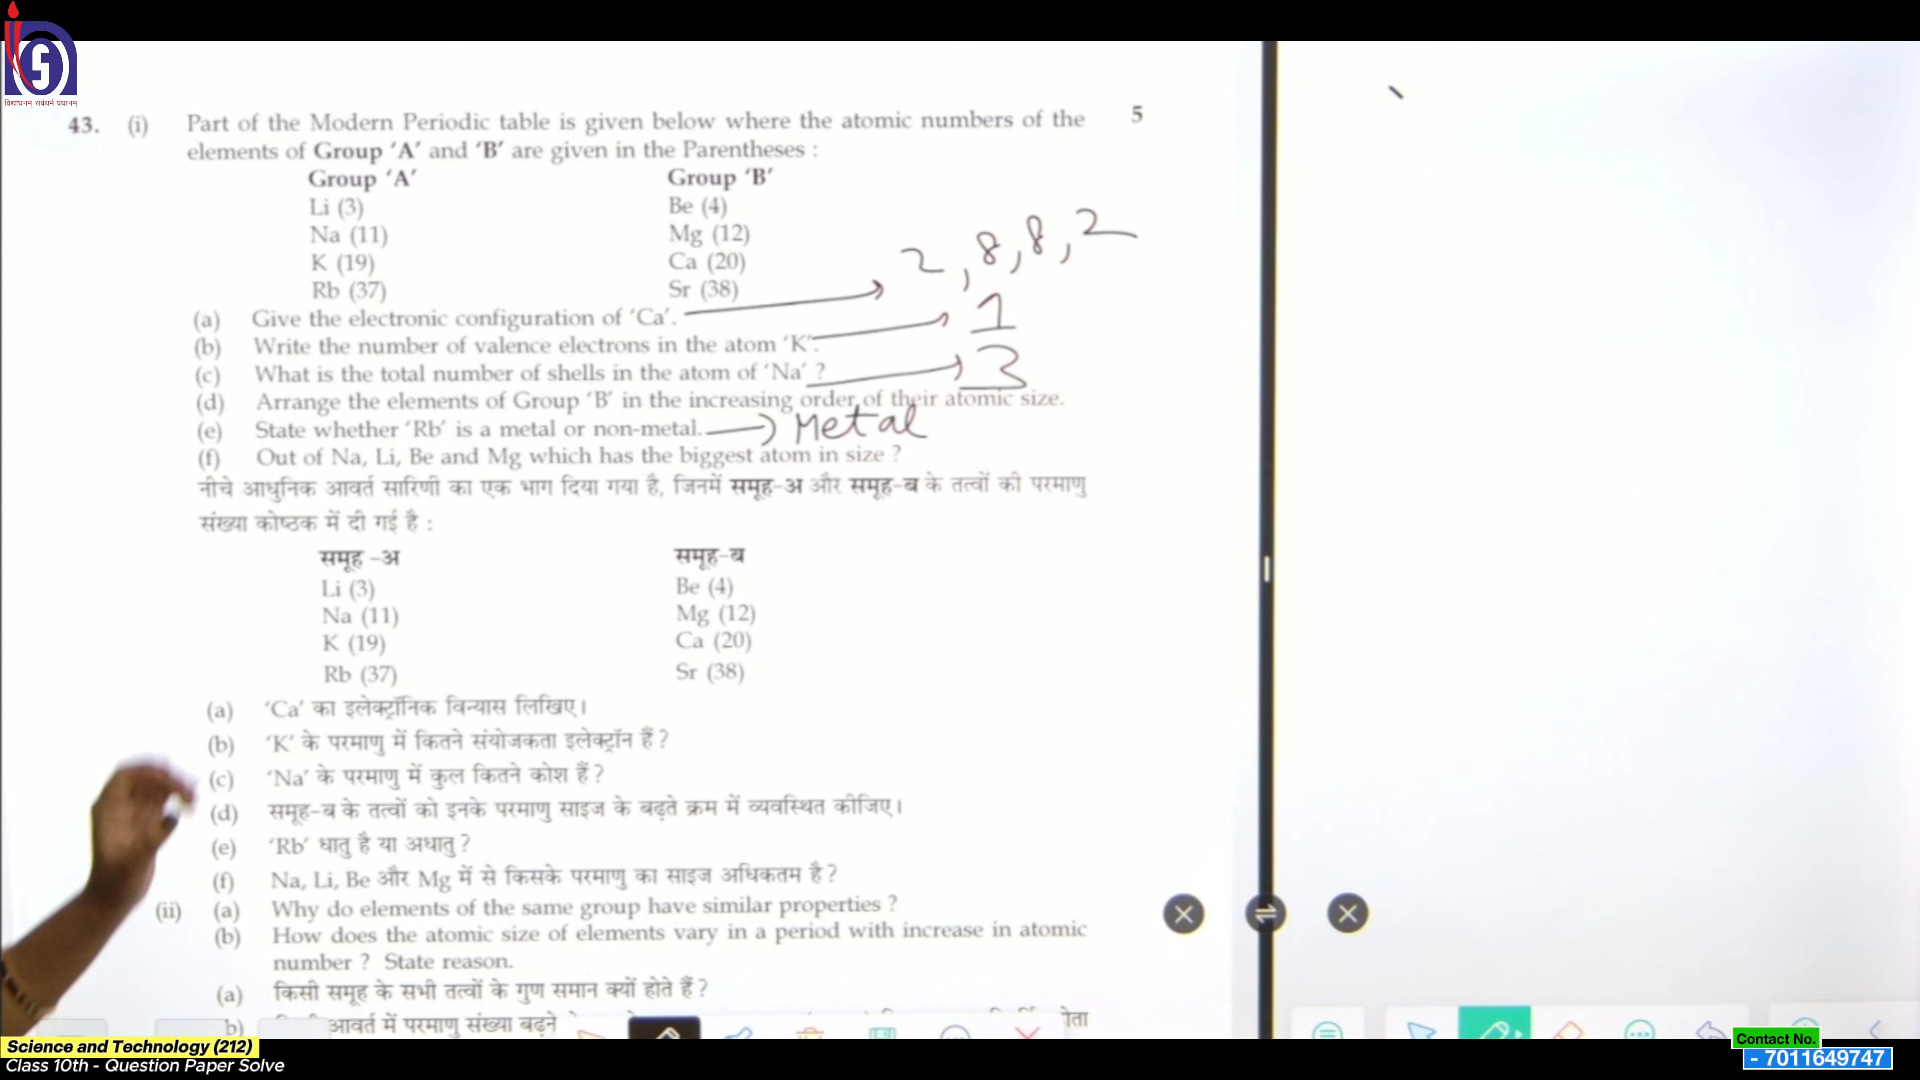 विद्याधनम् सर्वधर्म प्रधानम्
43. (i) Part of the Modern Periodic table is given below where the atomic numbers of the 5
elements of Group 'A' and 'B' are given in the Parentheses :
Group 'A' Group 'B'
Li (3) Be (4)
Na (11) Mg (12)
K (19) Ca (20)
Rb (37) Sr (38)
2, 8, 8, 2
(a) Give the electronic configuration of 'Ca'.
1
(b) Write the number of valence electrons in the atom 'K'.
(c) What is the total number of shells in the atom of 'Na' ? 3
(d) Arrange the elements of Group 'B' in the increasing order of their atomic size.
(e) State whether 'Rb' is a metal or non-metal. Metal
(f) Out of Na, Li, Be and Mg which has the biggest atom in size ?
नीचे आधुनिक आवर्त सारिणी का एक भाग दिया गया है, जिनमें समूह-अ और समूह-ब के तत्वों की परमाणु
संख्या कोष्ठक में दी गई है :
समूह -अ समूह-ब
Li (3) Be (4)
Na (11) Mg (12)
K (19) Ca (20)
Rb (37) Sr (38)
(a) 'Ca' का इलेक्ट्रॉनिक विन्यास लिखिए।
(b) 'K' के परमाणु में कितने संयोजकता इलेक्ट्रॉन हैं ?
(c) 'Na' के परमाणु में कुल कितने कोश हैं ?
(d) समूह-ब के तत्वों को इनके परमाणु साइज के बढ़ते क्रम में व्यवस्थित कीजिए।
(e) 'Rb' धातु है या अधातु ?
(f) Na, Li, Be और Mg में से किसके परमाणु का साइज अधिकतम है ?
(ii) (a) Why do elements of the same group have similar properties ?
(b) How does the atomic size of elements vary in a period with increase in atomic
number ? State reason.
(a) किसी समूह के सभी तत्वों के गुण समान क्यों होते हैं ?
b) आवर्त में परमाणु संख्या बढ़ने
Science and Technology (212)
Class 10th - Question Paper Solve
Contact No.
- 7011649747